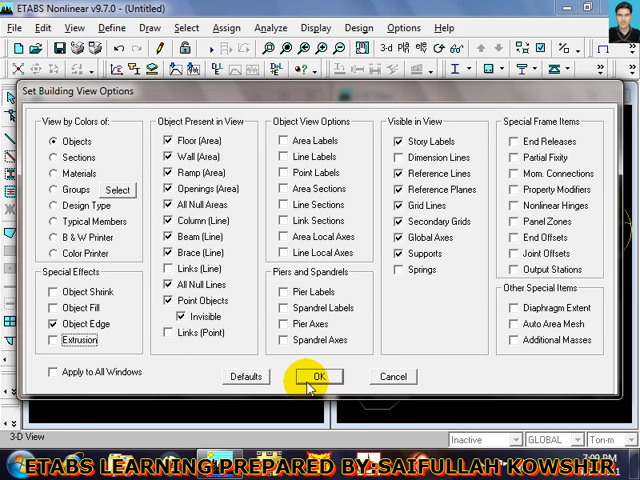 ETABS Nonlinear v9.7.0 - (Untitled)
File Edit View Define Draw Select Assign Analyze Display Design Options Help
3-d
Set Building View Options
View by Colors of:
Objects
Sections
Materials
Groups Select
Design Type
Typical Members
B & W Printer
Color Printer
Special Effects
Object Shrink
Object Fill
Object Edge
Extrusion
Apply to All Windows
Object Present in View
Floor (Area)
Wall (Area)
Ramp (Area)
Openings (Area)
All Null Areas
Column (Line)
Beam (Line)
Brace (Line)
Links (Line)
All Null Lines
Point Objects
Invisible
Links (Point)
Object View Options
Area Labels
Line Labels
Point Labels
Area Sections
Line Sections
Link Sections
Area Local Axes
Line Local Axes
Piers and Spandrels
Pier Labels
Spandrel Labels
Pier Axes
Spandrel Axes
Visible in View
Story Labels
Dimension Lines
Reference Lines
Reference Planes
Grid Lines
Secondary Grids
Global Axes
Supports
Springs
Special Frame Items
End Releases
Partial Fixity
Mom. Connections
Property Modifiers
Nonlinear Hinges
Panel Zones
End Offsets
Joint Offsets
Output Stations
Other Special Items
Diaphragm Extent
Auto Area Mesh
Additional Masses
Defaults OK Cancel
3-D View Inactive GLOBAL Ton-m
ETABS LEARNING PREPARED BY:SAIFULLAH KOWSHIR